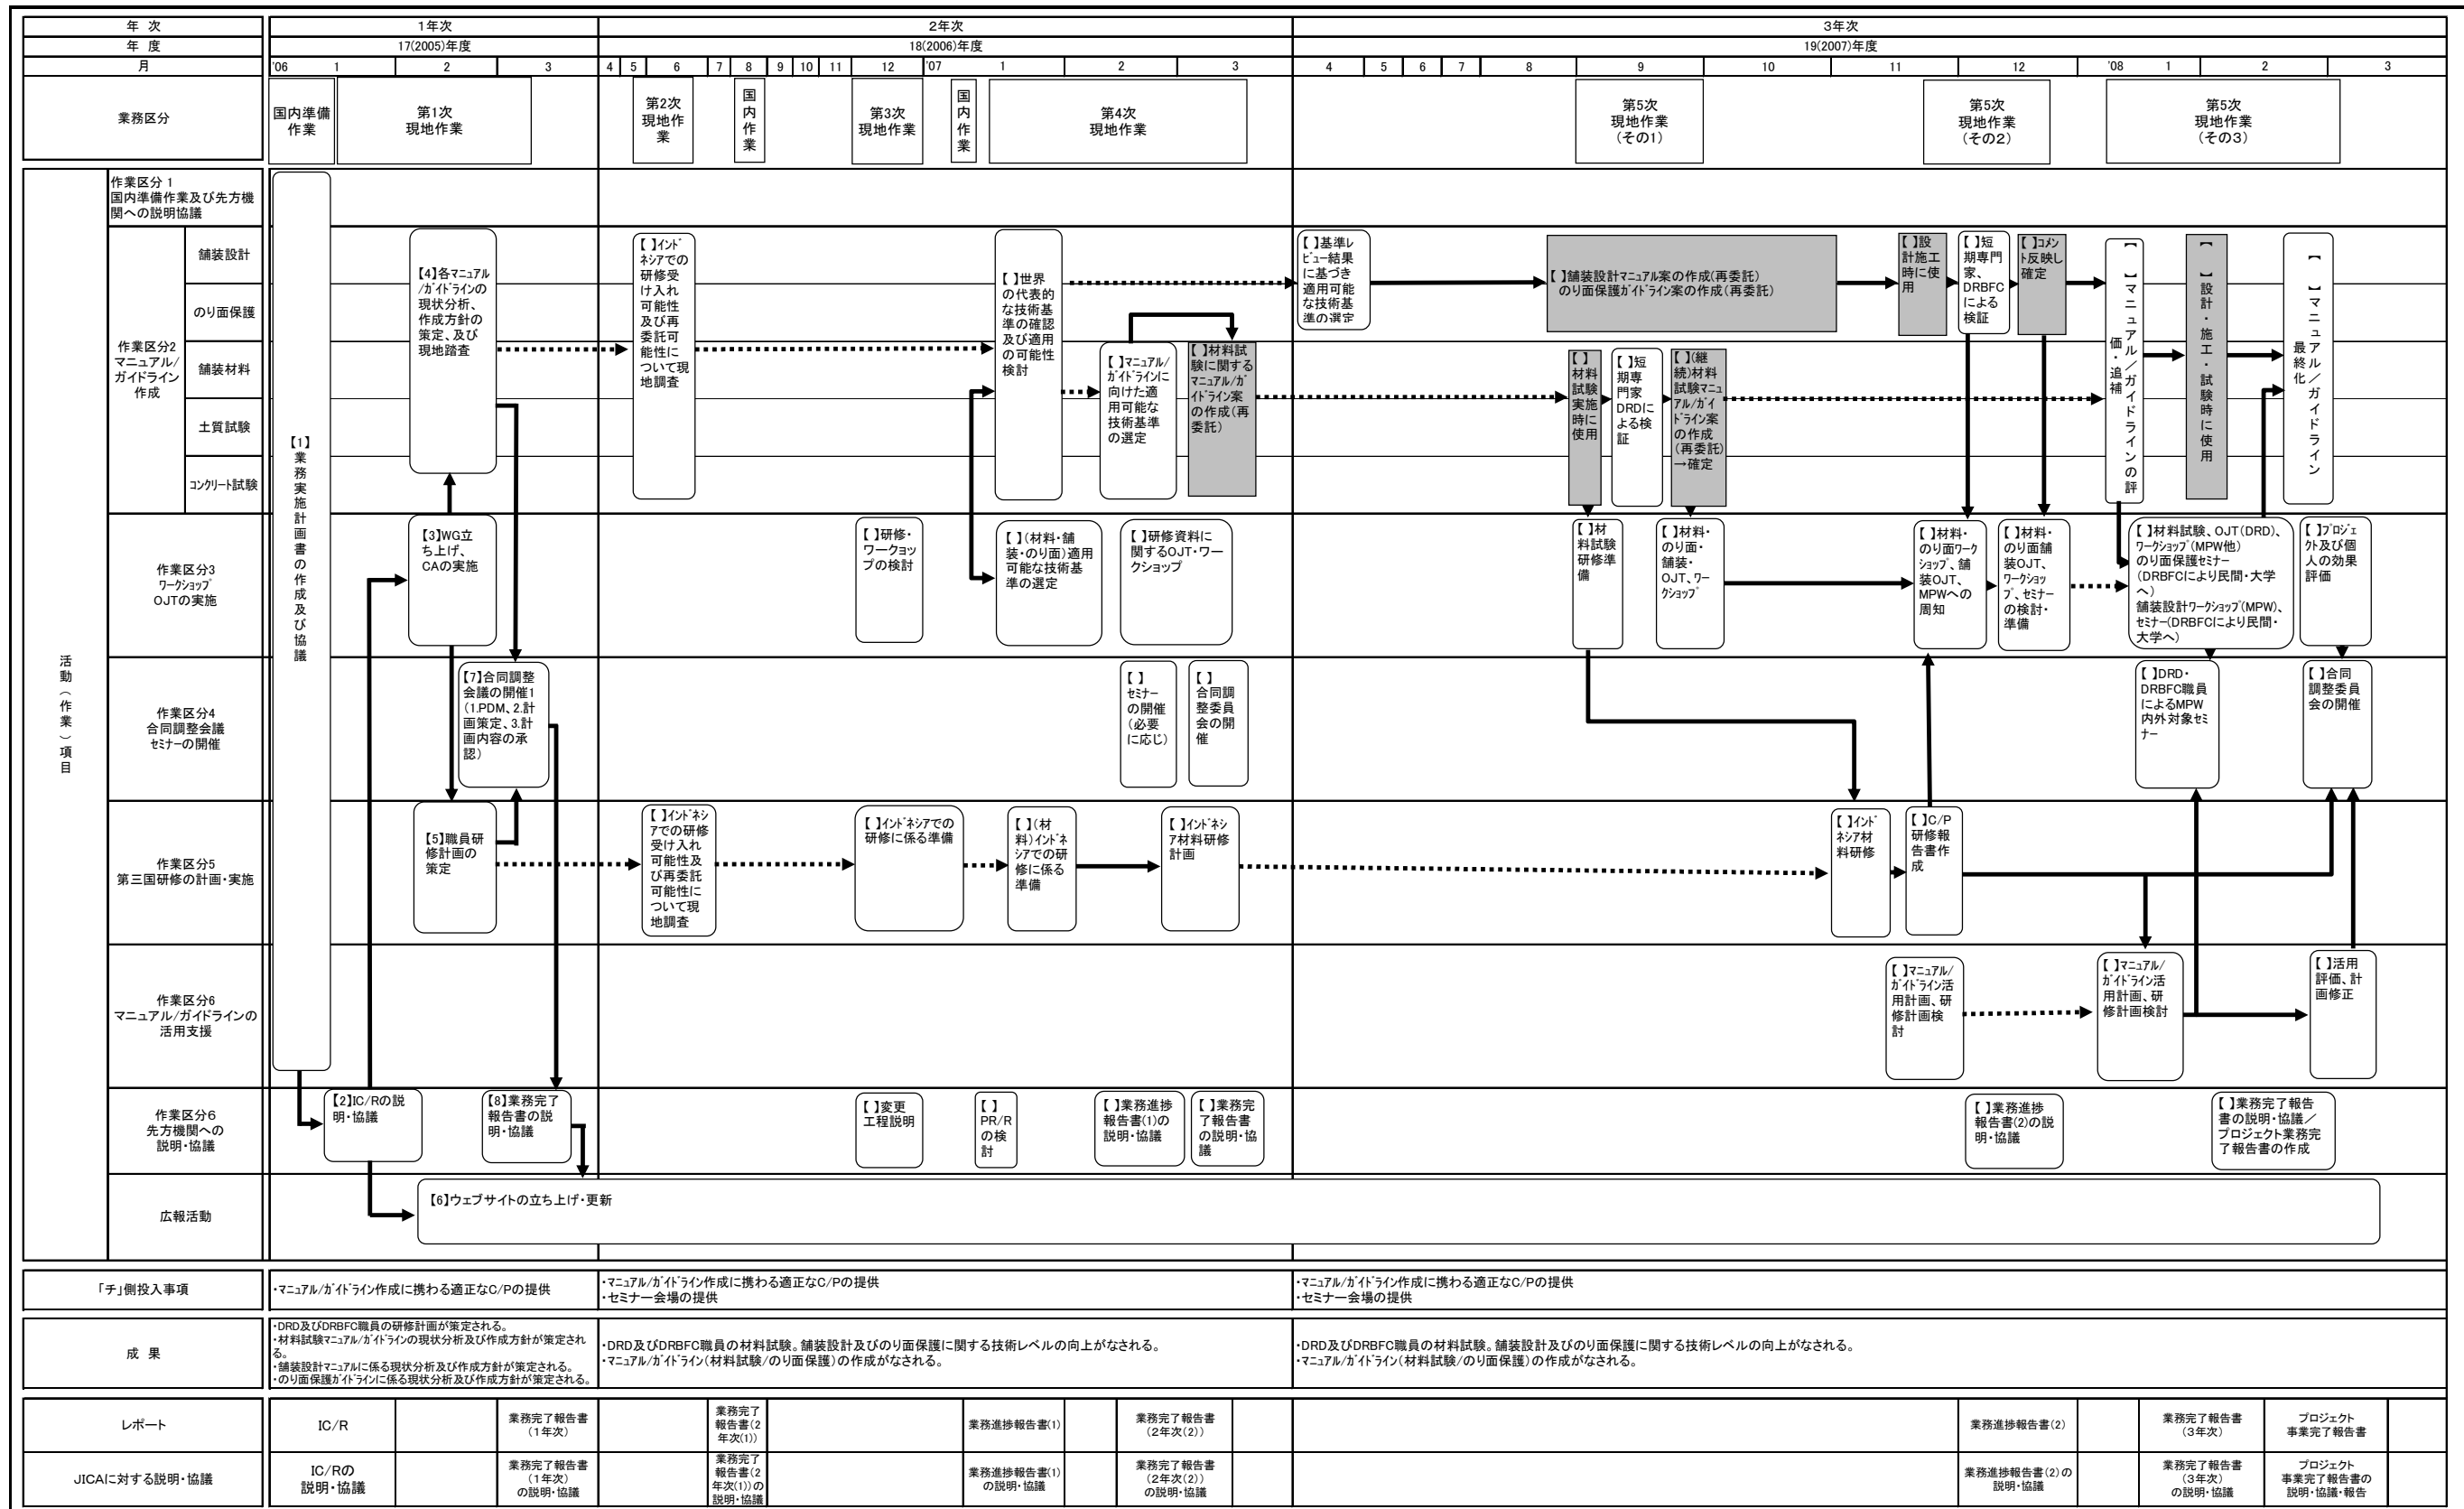 年 次
1年次
2年次
3年次
年 度
17(2005)年度
18(2006)年度
19(2007)年度
月
'06
1
2
3
4
5
6
7
8
9
10
11
12
'07
1
2
3
4
5
6
7
8
9
10
11
12
'08
1
2
3
業務区分
国内準備
作業
第1次
現地作業
第2次
現地作
業
国
内
作
業
第3次
現地作業
国
内
作
業
第4次
現地作業
第5次
現地作業
(その1)
第5次
現地作業
(その2)
第5次
現地作業
(その3)
活動(作業)項目
作業区分 1
国内準備作業及び先方機
関への説明協議
【1】
業務実施計画書の作成及び協議
作業区分2
マニュアル/
ガイドライン
作成
舗装設計
のり面保護
舗装材料
土質試験
コンクリート試験
【4】各マニュアル
/ガイドラインの
現状分析、
作成方針の
策定、及び
現地踏査
【 】インド
ネシアでの
研修受
け入れ
可能性
及び再
委託可
能性に
ついて現
地調査
【 】世界
の代表的
な技術基
準の確認
及び適用
の可能性
検討
【 】マニュアル/
ガイドラインに
向けた適
用可能な
技術基準
の選定
【 】材料試
験に関する
マニュアル/ガ
イドライン案
の作成(再
委託)
【 】基準レ
ビュー結果
に基づき
適用可能
な技術基
準の選定
【 】舗装設計マニュアル案の作成(再委託)
のり面保護ガイドライン案の作成(再委託)
【 】
材料
試験
実施
時に
使用
【 】短
期専
門家
DRDに
よる検
証
【 】(継
続)材料
試験マニュ
アル/ガイ
ドライン案
の作成
(再委託)
→確定
【 】設
計施工
時に使
用
【 】短
期専門
家、
DRBFC
による
検証
【 】コメン
ト反映し
確定
【 】マニュアル/ガイドラインの評
価・追補
【 】設計・施工・試験時に使用
【 】マニュアル/ガイドライン
最終化
作業区分3
ワークショップ
OJTの実施
【3】WG立
ち上げ、
CAの実施
【 】研修・
ワークョッ
プの検討
【 】(材料・舗
装・のり面)適用
可能な技術基
準の選定
【 】研修資料に
関するOJT・ワー
クショップ
【 】材
料試験
研修準
備
【 】材料・
のり面・
舗装・
OJT、ワー
クショップ
【 】材料・
のり面ワーク
ショップ、舗
装OJT、
MPWへの
周知
【 】材料・
のり面舗
装OJT、
ワークショッ
プ、セミナー
の検討・
準備
【 】材料試験、OJT(DRD)、
ワークショップ(MPW他)
のり面保護セミナー
(DRBFCにより民間・大学
へ)
舗装設計ワークショップ(MPW)、
セミナー(DRBFCにより民間・
大学へ)
【 】プロジェ
クト及び個
人の効果
評価
作業区分4
合同調整会議
セミナーの開催
【7】合同調整
会議の開催1
(1.PDM、2.計
画策定、3.計
画内容の承
認)
【 】
セミナー
の開催
(必要
に応じ)
【 】
合同調
整委員
会の開
催
【 】DRD・
DRBFC職員
によるMPW
内外対象セミ
ナー
【 】合同
調整委員
会の開催
作業区分5
第三国研修の計画・実施
【5】職員研
修計画の
策定
【 】インドネシ
アでの研修
受け入れ
可能性及
び再委託
可能性に
ついて現
地調査
【 】インドネシアでの
研修に係る準備
【 】(材
料)インドネ
シアでの研
修に係る
準備
【 】インドネシ
ア材料研修
計画
【 】インド
ネシア材
料研修
【 】C/P
研修報
告書作
成
作業区分6
マニュアル/ガイドラインの
活用支援
【 】マニュアル/
ガイドライン活
用計画、研
修計画検
討
【 】マニュアル/
ガイドライン活
用計画、研
修計画検討
【 】活用
評価、計
画修正
作業区分6
先方機関への
説明・協議
【2】IC/Rの説
明・協議
【8】業務完了
報告書の説
明・協議
【 】変更
工程説明
【 】
PR/R
の検
討
【 】業務進捗
報告書(1)の
説明・協議
【 】業務完
了報告書
の説明・協
議
【 】業務進捗
報告書(2)の説
明・協議
【 】業務完了報告
書の説明・協議/
プロジェクト業務完
了報告書の作成
広報活動
【6】ウェブサイトの立ち上げ・更新
「チ」側投入事項
・マニュアル/ガイドライン作成に携わる適正なC/Pの提供
・マニュアル/ガイドライン作成に携わる適正なC/Pの提供
・セミナー会場の提供
・マニュアル/ガイドライン作成に携わる適正なC/Pの提供
・セミナー会場の提供
成 果
・DRD及びDRBFC職員の研修計画が策定される。
・材料試験マニュアル/ガイドラインの現状分析及び作成方針が策定され
る。
・舗装設計マニュアルに係る現状分析及び作成方針が策定される。
・のり面保護ガイドラインに係る現状分析及び作成方針が策定される。
・DRD及びDRBFC職員の材料試験。舗装設計及びのり面保護に関する技術レベルの向上がなされる。
・マニュアル/ガイドライン(材料試験/のり面保護)の作成がなされる。
・DRD及びDRBFC職員の材料試験。舗装設計及びのり面保護に関する技術レベルの向上がなされる。
・マニュアル/ガイドライン(材料試験/のり面保護)の作成がなされる。
レポート
IC/R
業務完了報告書
(1年次)
業務完了
報告書(2
年次(1))
業務進捗報告書(1)
業務完了報告書
(2年次(2))
業務進捗報告書(2)
業務完了報告書
(3年次)
プロジェクト
事業完了報告書
JICAに対する説明・協議
IC/Rの
説明・協議
業務完了報告書
(1年次)
の説明・協議
業務完了
報告書(2
年次(1))の
説明・協議
業務進捗報告書(1)
の説明・協議
業務完了報告書
(2年次(2))
の説明・協議
業務進捗報告書(2)の
説明・協議
業務完了報告書
(3年次)
の説明・協議
プロジェクト
事業完了報告書の
説明・協議・報告